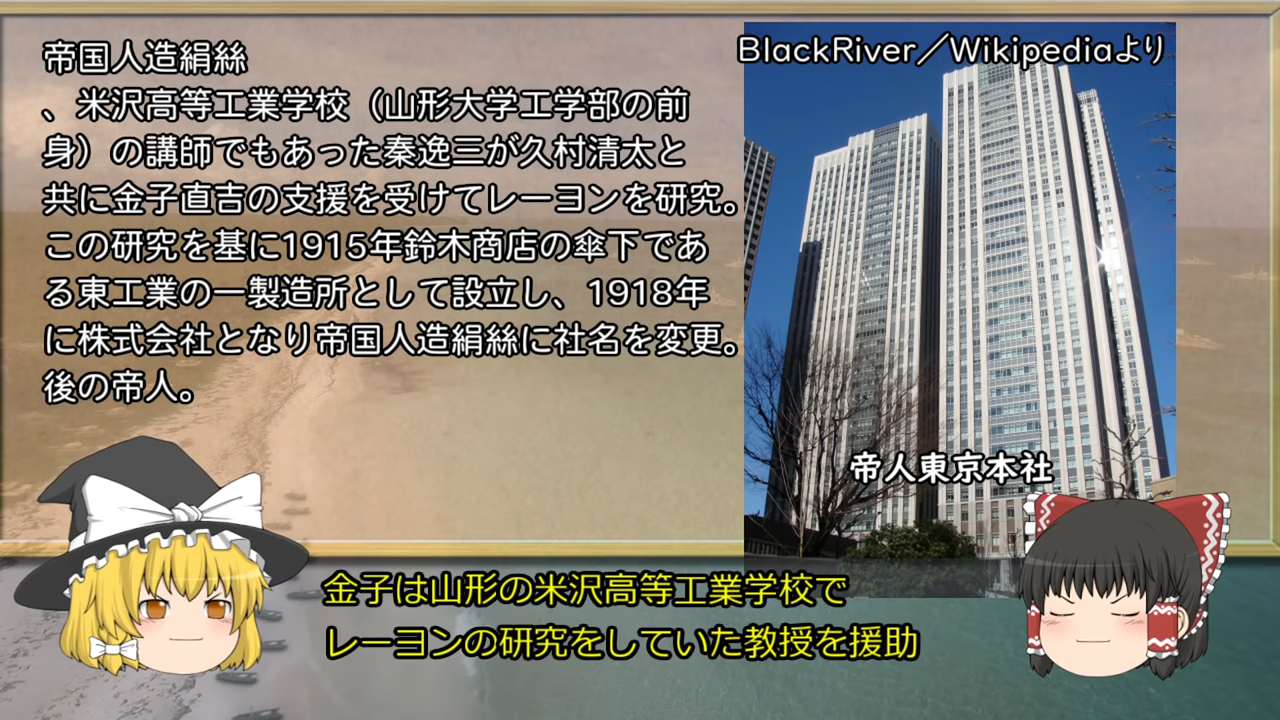 帝国人造絹絲
、米沢高等工業学校（山形大学工学部の前
身）の講師でもあった秦逸三が久村清太と
共に金子直吉の支援を受けてレーヨンを研究。
この研究を基に1915年鈴木商店の傘下であ
る東工業の一製造所として設立し、1918年
に株式会社となり帝国人造絹絲に社名を変更。
後の帝人。
BlackRiver／Wikipediaより
帝人東京本社
金子は山形の米沢高等工業学校で
レーヨンの研究をしていた教授を援助